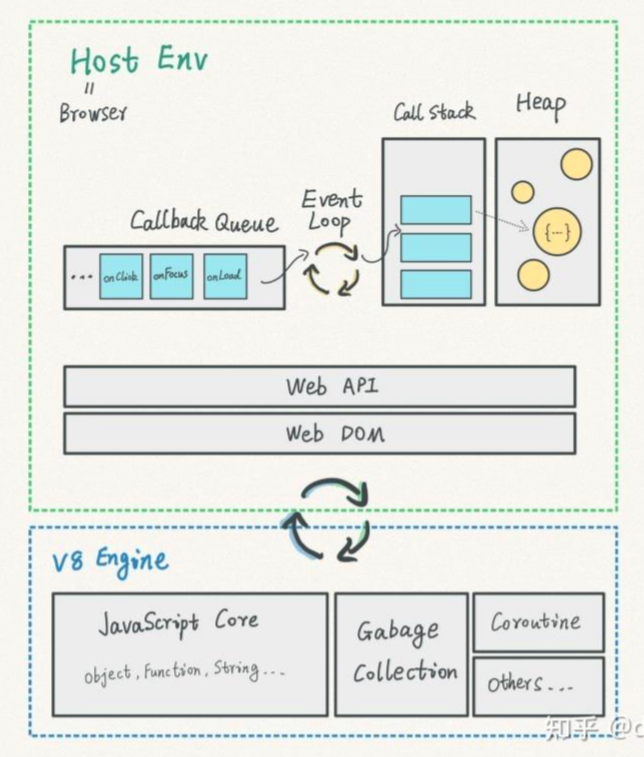 Host Env
=
Browser
Callback Queue
Event
Loop
Call Stack
Heap
... onClick onFocus onLoad
{...}
Web API
Web DOM
V8 Engine
JavaScript Core
Object, Function, String...
Gabage
Collection
Coroutine
Others...
知乎 @c